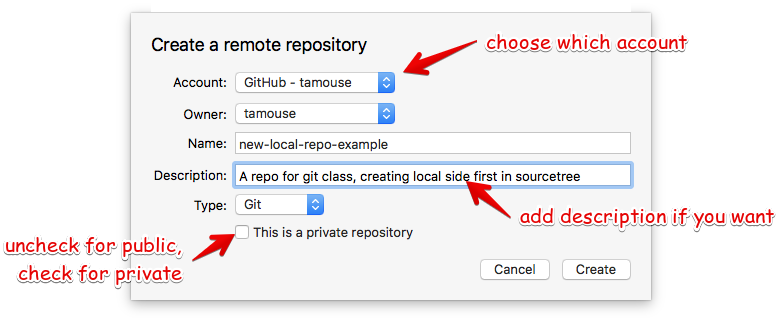 Create a remote repository
choose which account
Account: GitHub - tamouse
Owner: tamouse
Name: new-local-repo-example
Description: A repo for git class, creating local side first in sourcetree
Type: Git
add description if you want
This is a private repository
uncheck for public,
check for private
Cancel Create